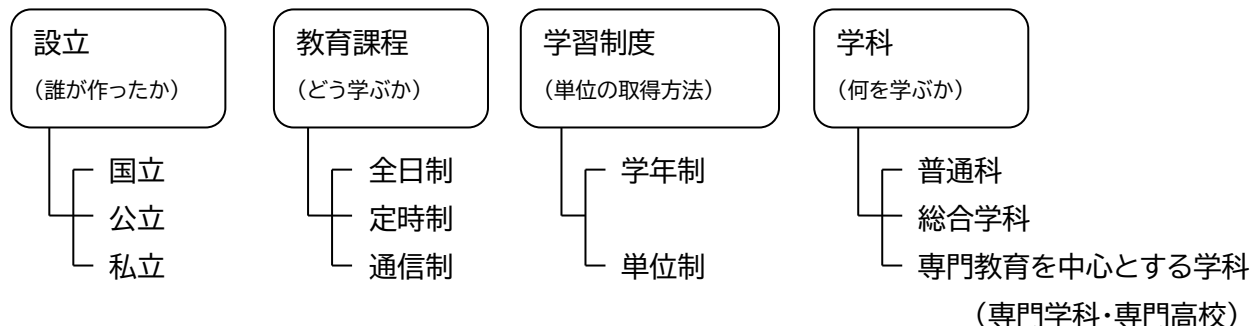 設立
(誰が作ったか)
国立
公立
私立
教育課程
(どう学ぶか)
全日制
定時制
通信制
学習制度
(単位の取得方法)
学年制
単位制
学科
(何を学ぶか)
普通科
総合学科
専門教育を中心とする学科
(専門学科・専門高校)